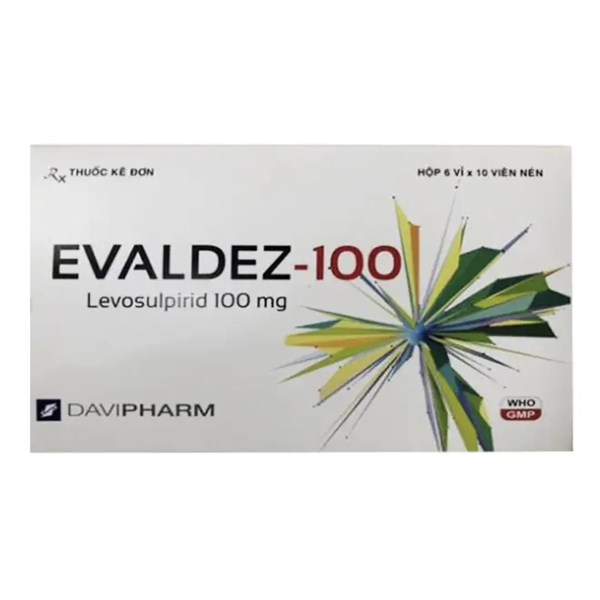 Rx THUỐC KÊ ĐƠN
HỘP 6 VỈ x 10 VIÊN NÉN
EVALDEZ-100
Levosulpirid 100 mg
DAVIPHARM
WHO
GMP